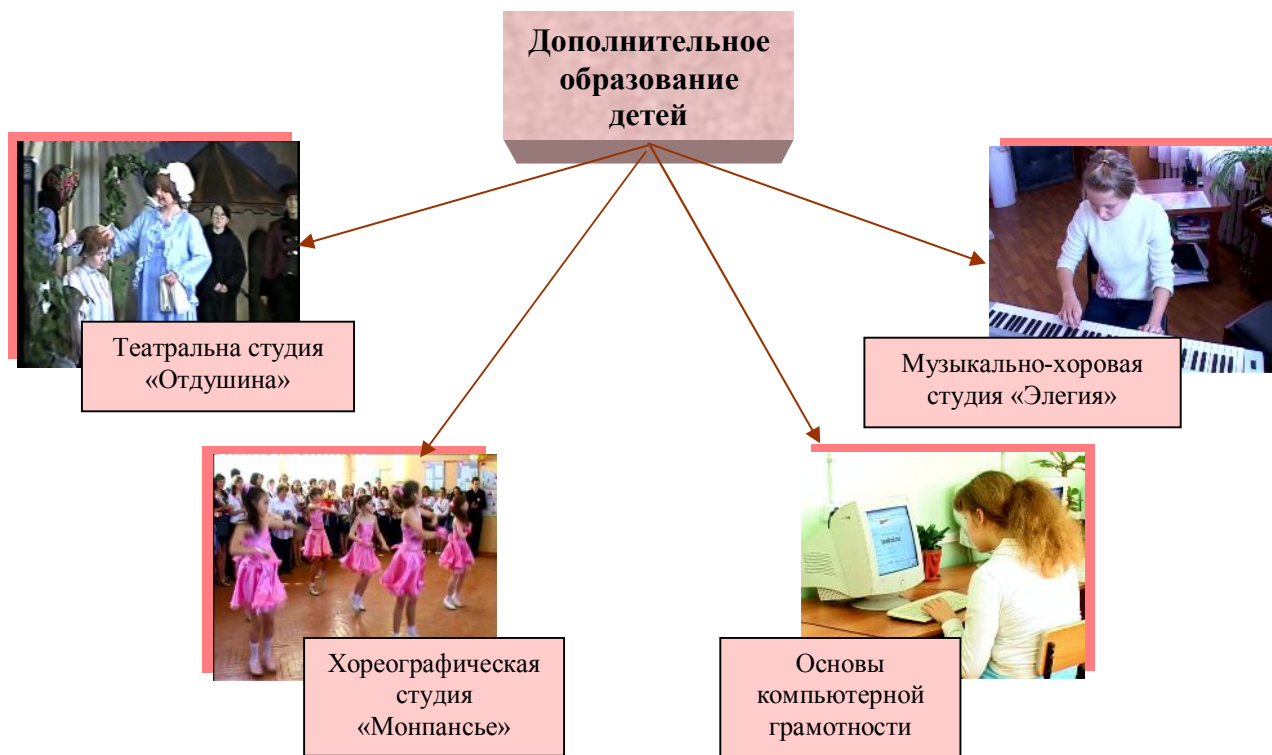 Дополнительное
образование
детей
Театральна студия
«Отдушина»
Музыкально-хоровая
студия «Элегия»
Хореографическая
студия
«Монпансье»
Основы
компьютерной
грамотности